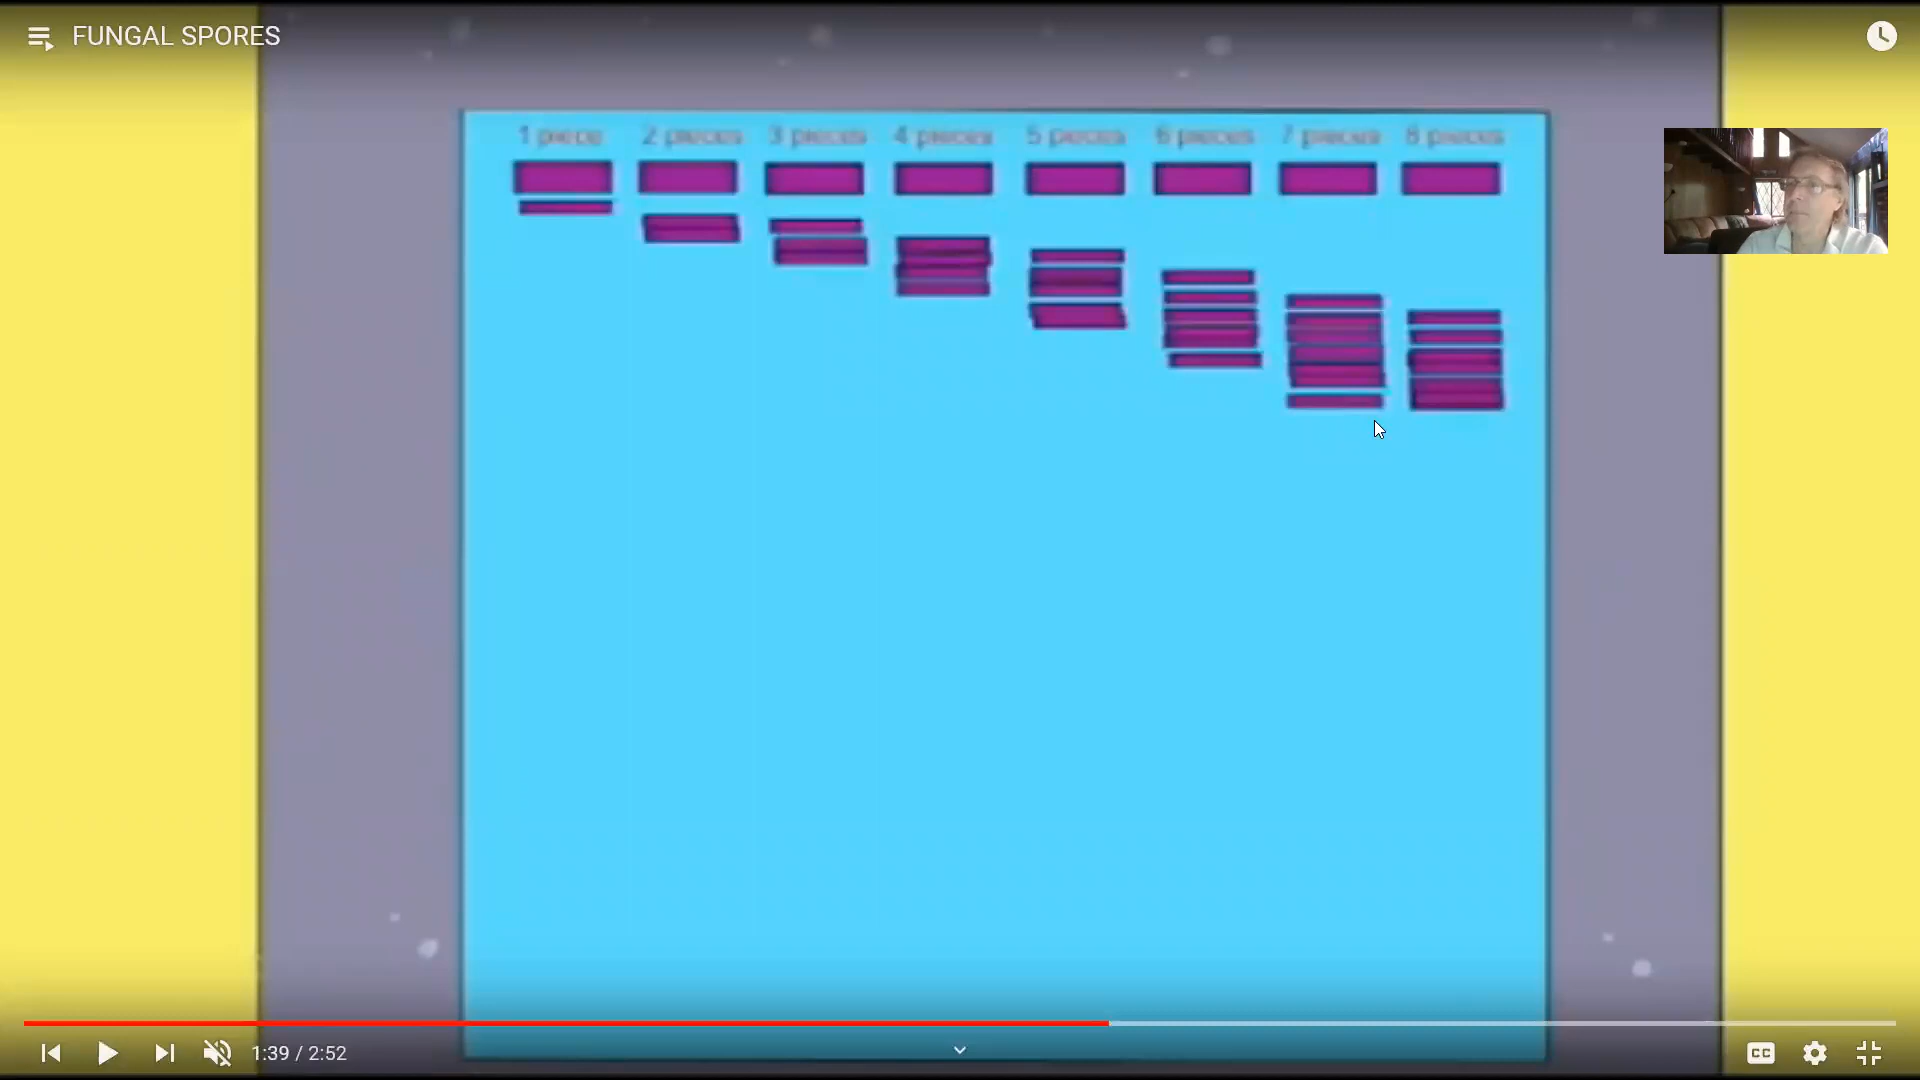 FUNGAL SPORES
1 piece 2 pieces 3 pieces 4 pieces 5 pieces 6 pieces 7 pieces 8 pieces
1:39 / 2:52
CC